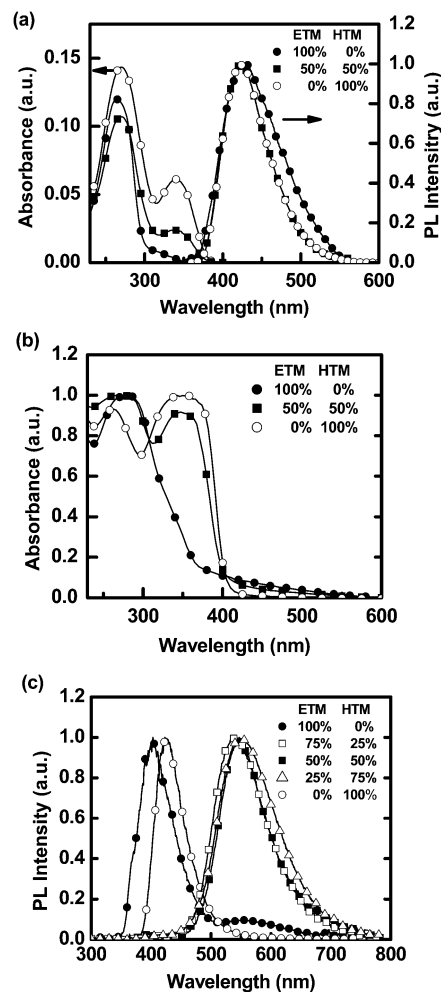 (a)
ETM HTM
100% 0%
50% 50%
0% 100%
0.15
0.10
0.05
0.00
Absorbance (a.u.)
1.2
1.0
0.8
0.6
0.4
0.2
0.0
PL Intensitry (a.u.)
300 400 500 600
Wavelength (nm)
(b)
ETM HTM
100% 0%
50% 50%
0% 100%
1.0
0.8
0.6
0.4
0.2
0.0
Absorbance (a.u.)
300 400 500 600
Wavelength (nm)
(c)
ETM HTM
100% 0%
75% 25%
50% 50%
25% 75%
0% 100%
1.0
0.8
0.6
0.4
0.2
0.0
PL Intensity (a.u.)
300 400 500 600 700 800
Wavelength (nm)